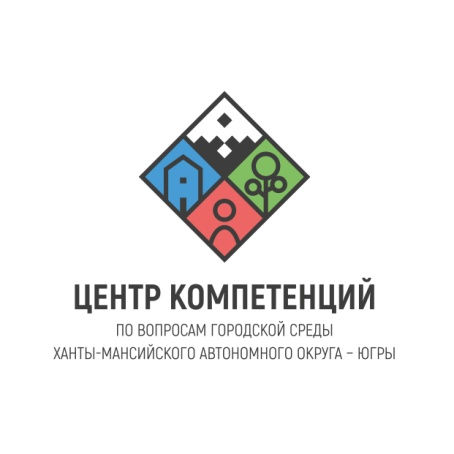 ЦЕНТР КОМПЕТЕНЦИЙ
ПО ВОПРОСАМ ГОРОДСКОЙ СРЕДЫ
ХАНТЫ-МАНСИЙСКОГО АВТОНОМНОГО ОКРУГА – ЮГРЫ